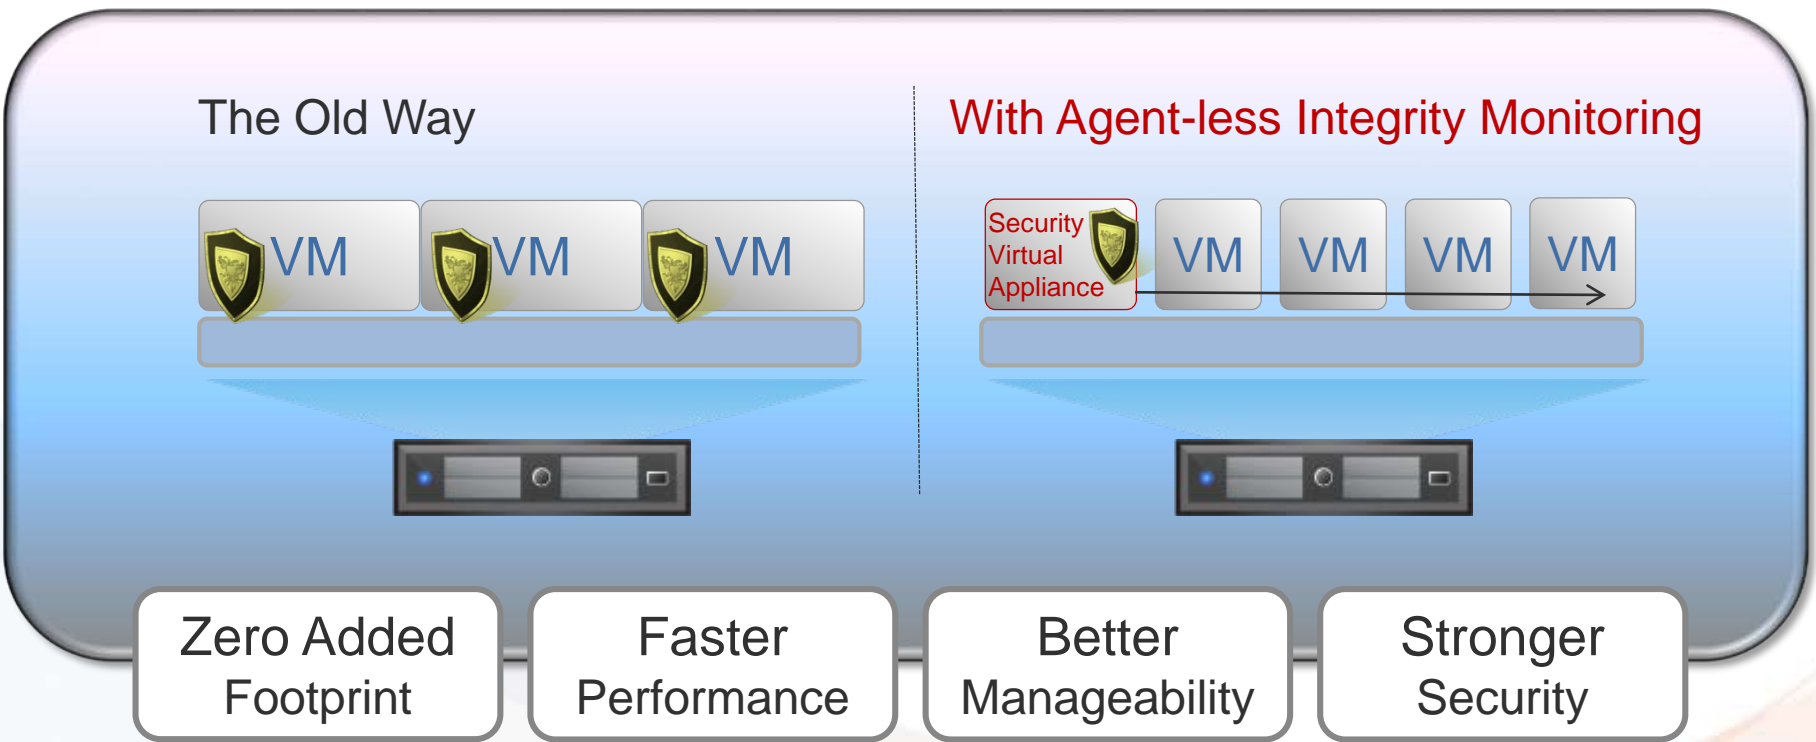 The Old Way
With Agent-less Integrity Monitoring
VM
VM
VM
Security
Virtual
Appliance
VM
VM
VM
VM
Zero Added
Footprint
Faster
Performance
Better
Manageability
Stronger
Security